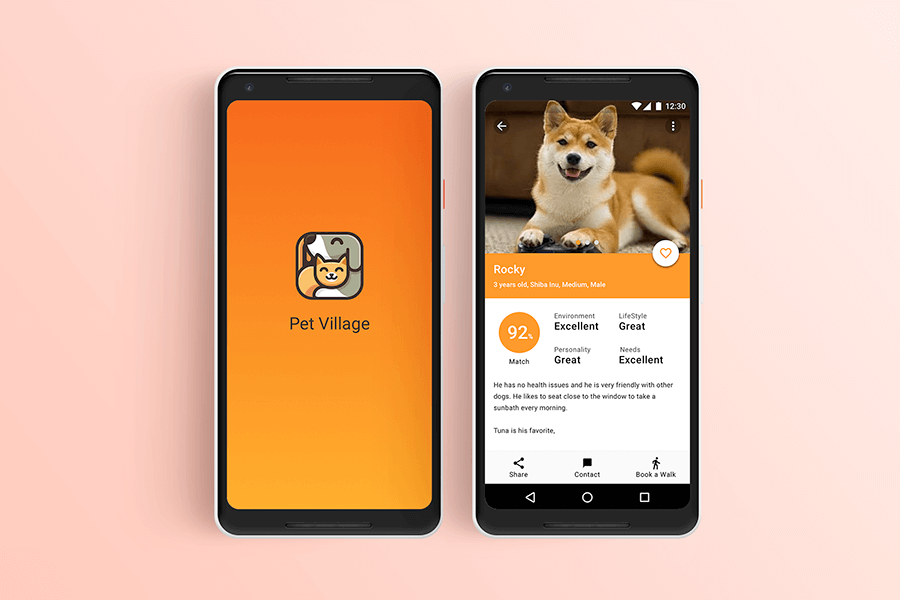 Pet Village
12:30
Rocky
3 years old, Shiba Inu, Medium, Male
92%
Match
Environment
Excellent
LifeStyle
Great
Personality
Great
Needs
Excellent
He has no health issues and he is very friendly with other
dogs. He likes to seat close to the window to take a
sunbath every morning.
Tuna is his favorite,
Share
Contact
Book a Walk